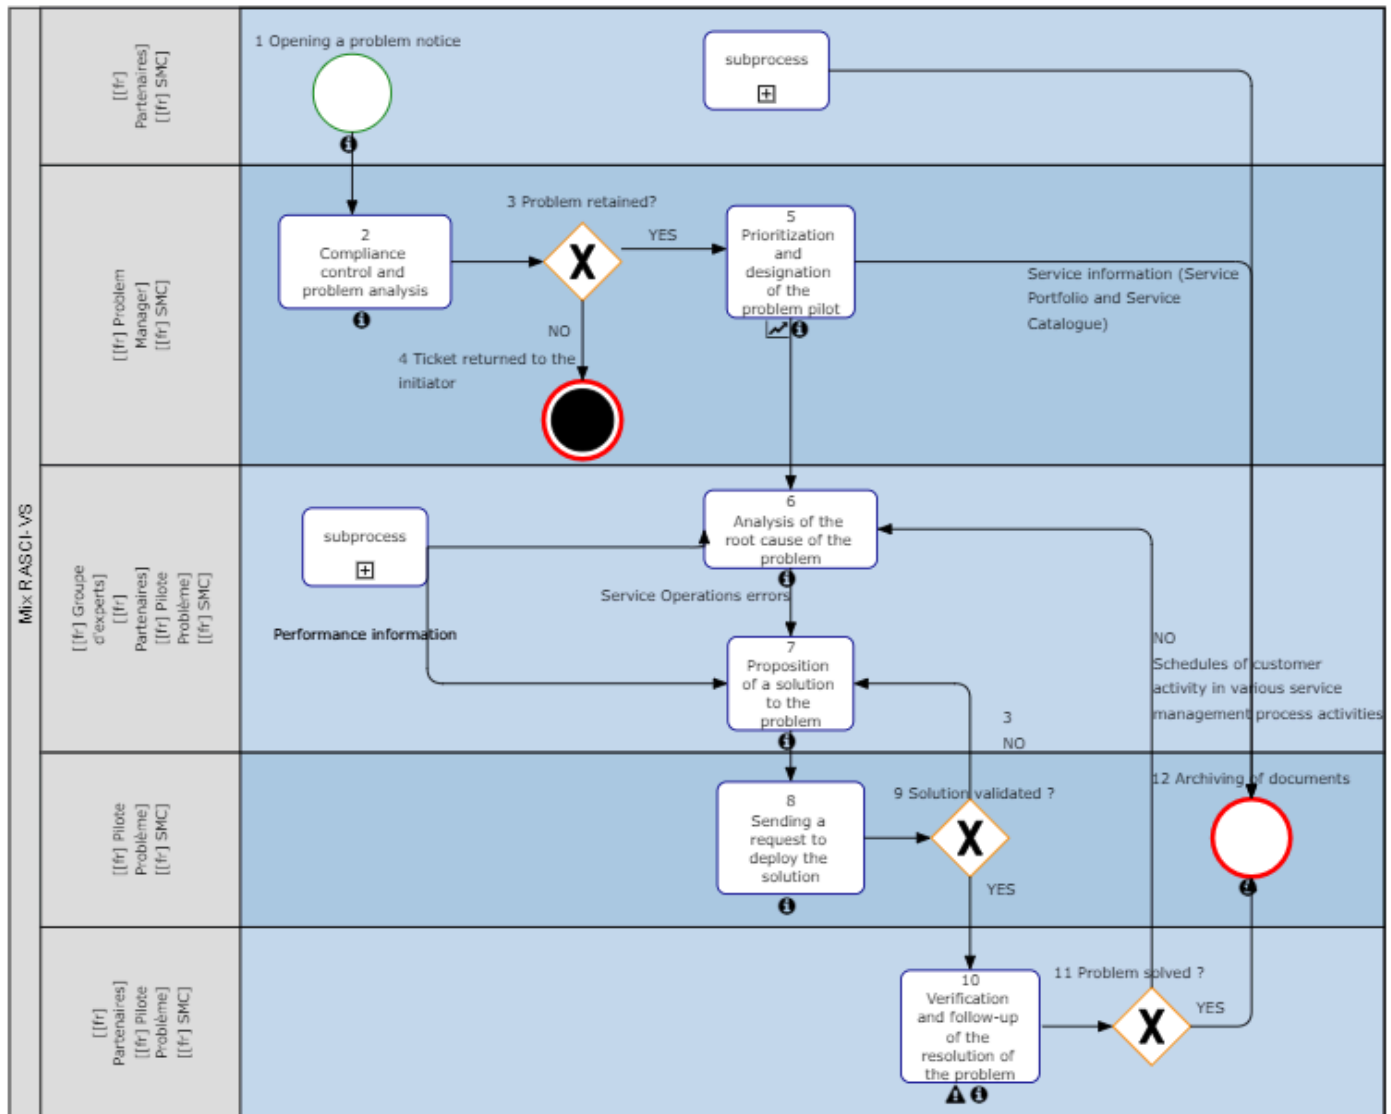 Mix RASCI-VS
[[fr]
Partenaires]
[[fr] SMC]
1 Opening a problem notice
subprocess
[[fr] Problem
Manager]
[[fr] SMC]
2
Compliance
control and
problem analysis
3 Problem retained?
X
YES
NO
4 Ticket returned to the
initiator
5
Prioritization
and
designation
of the
problem pilot
Service information (Service
Portfolio and Service
Catalogue)
[[fr] Groupe
d'experts]
[[fr]
Partenaires]
[[fr] Pilote
Problème]
[[fr] SMC]
subprocess
Performance information
6
Analysis of the
root cause of the
problem
Service Operations errors
7
Proposition
of a solution
to the
problem
3
NO
NO
Schedules of customer
activity in various service
management process activities
[[fr] Pilote
Problème]
[[fr] SMC]
8
Sending a
request to
deploy the
solution
9 Solution validated ?
X
YES
12 Archiving of documents
[[fr]
Partenaires]
[[fr] Pilote
Problème]
[[fr] SMC]
10
Verification
and follow-up
of the
resolution of
the problem
11 Problem solved ?
X
YES